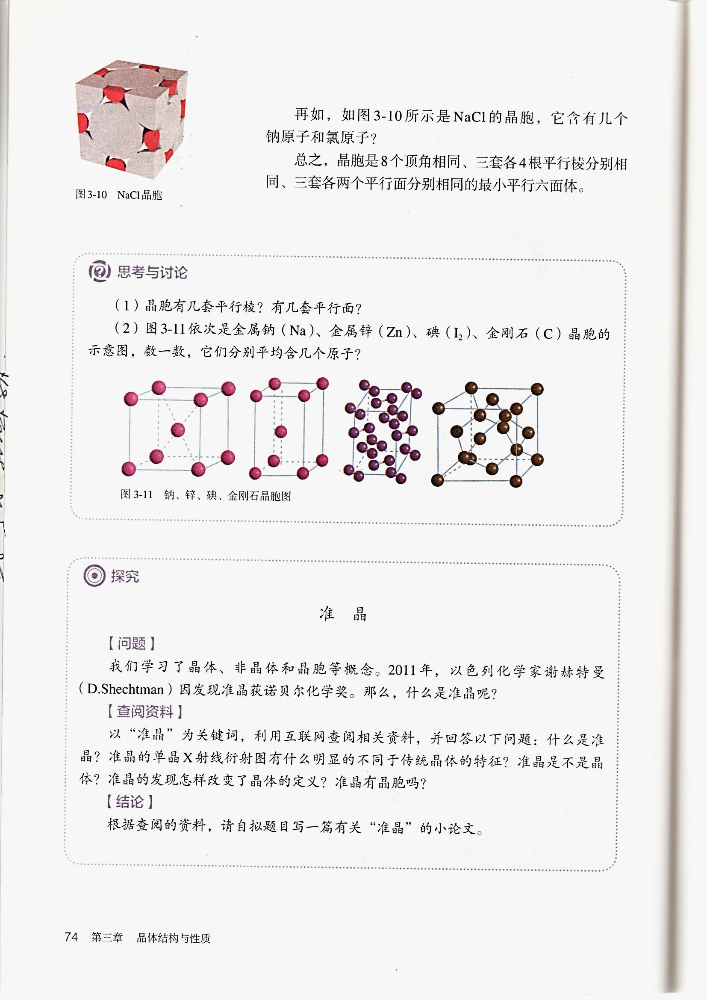 再如，如图3-10所示是NaCl的晶胞，它含有几个
钠原子和氯原子？
总之，晶胞是8个顶角相同、三套各4根平行棱分别相
同、三套各两个平行面分别相同的最小平行六面体。
图3-10 NaCl晶胞
思考与讨论
（1）晶胞有几套平行棱？有几套平行面？
（2）图3-11依次是金属钠（Na）、金属锌（Zn）、碘（I₂）、金刚石（C）晶胞的
示意图，数一数，它们分别平均含几个原子？
图 3-11 钠、锌、碘、金刚石晶胞图
探究
准 晶
【问题】
我们学习了晶体、非晶体和晶胞等概念。2011年，以色列化学家谢赫特曼
（D.Shechtman）因发现准晶获诺贝尔化学奖。那么，什么是准晶呢？
【查阅资料】
以“准晶”为关键词，利用互联网查阅相关资料，并回答以下问题：什么是准
晶？准晶的单晶X射线衍射图有什么明显的不同于传统晶体的特征？准晶是不是晶
体？准晶的发现怎样改变了晶体的定义？准晶有晶胞吗？
【结论】
根据查阅的资料，请自拟题目写一篇有关“准晶”的小论文。
74 第三章 晶体结构与性质